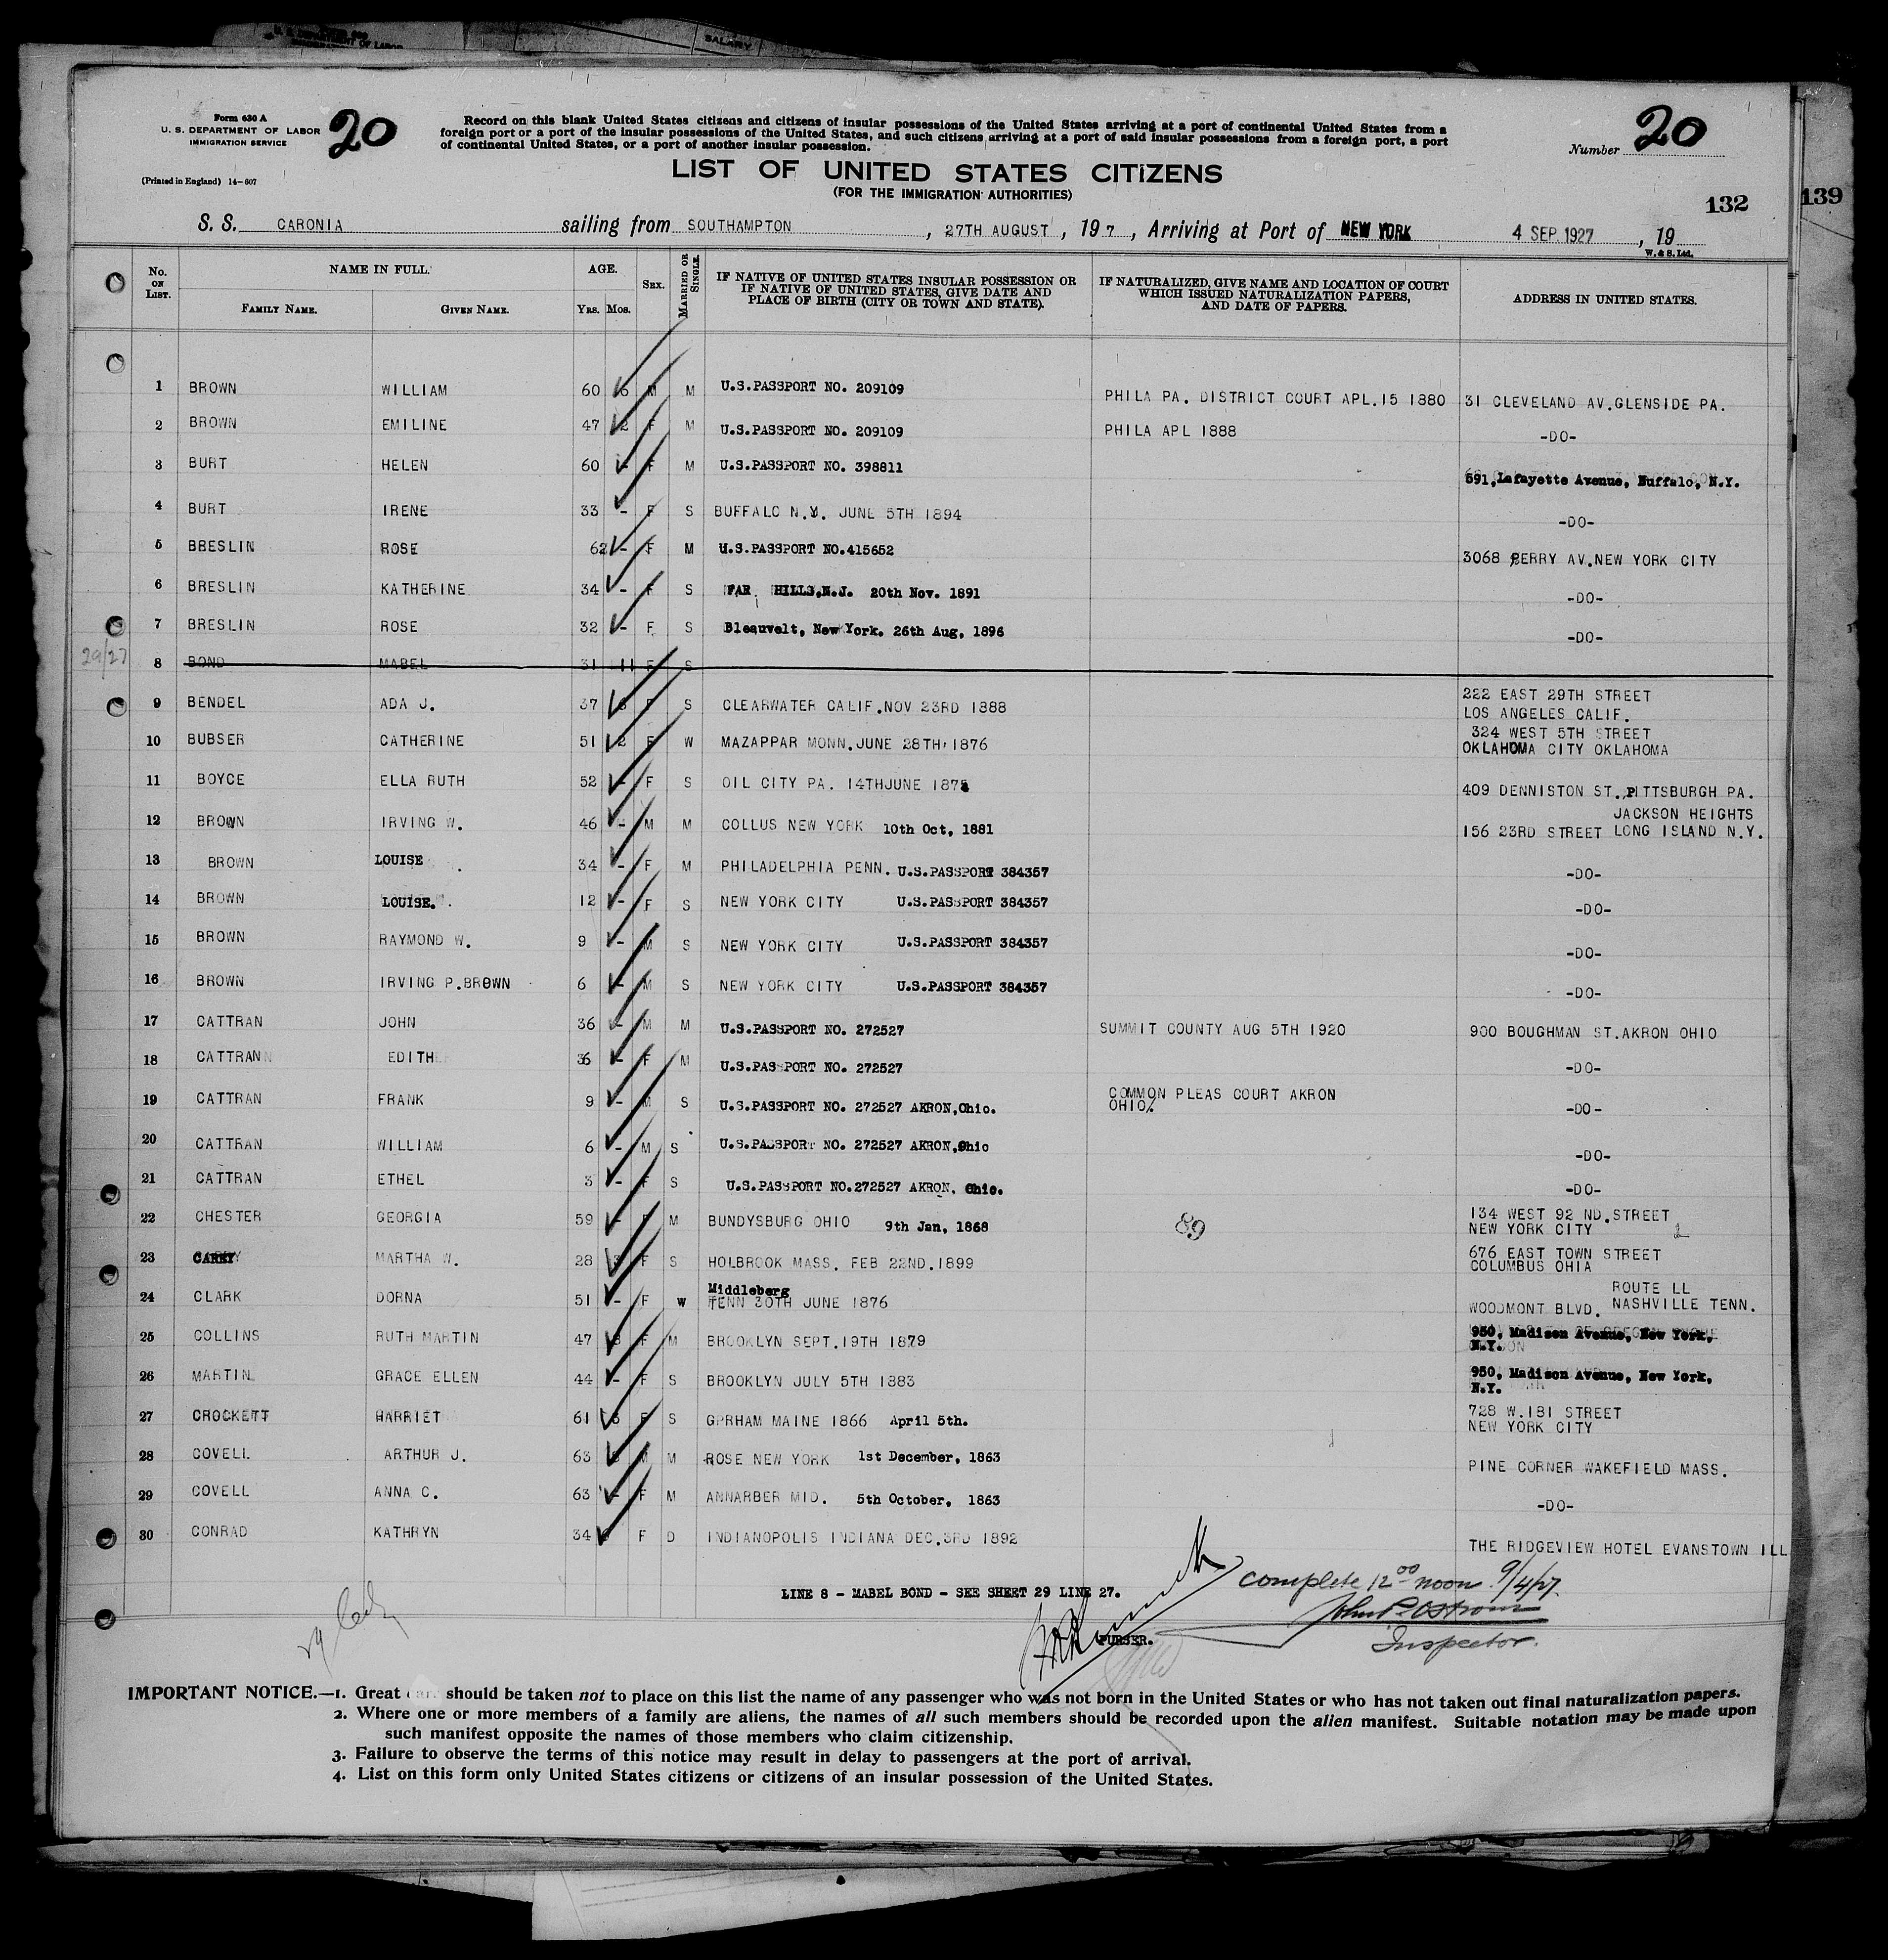 SALARY
Form 630 A
U. S. DEPARTMENT OF LABOR
IMMIGRATION SERVICE
(Printed in England) 14-607
20
Record on this blank United States citizens and citizens of insular possessions of the United States arriving at a port of continental United States from a
foreign port or a port of the insular possessions of the United States, and such citizens arriving at a port of said insular possessions from a foreign port, a port
of continental United States, or a port of another insular possession.
Number 20
LIST OF UNITED STATES CITIZENS
(FOR THE IMMIGRATION AUTHORITIES)
132
139
S. S. CARONIA sailing from SOUTHAMPTON, 27TH AUGUST, 197, Arriving at Port of NEW YORK 4 SEP 1927, 19
W. & S. Ltd.
No. ON LIST. NAME IN FULL FAMILY NAME. GIVEN NAME. AGE. YRS. MOS. SEX. MARRIED OR SINGLE. IF NATIVE OF UNITED STATES INSULAR POSSESSION OR IF NATIVE OF UNITED STATES, GIVE DATE AND PLACE OF BIRTH (CITY OR TOWN AND STATE). IF NATURALIZED, GIVE NAME AND LOCATION OF COURT WHICH ISSUED NATURALIZATION PAPERS, AND DATE OF PAPERS. ADDRESS IN UNITED STATES.
1 BROWN WILLIAM 60 M M U.S.PASSPORT NO. 209109 PHILA PA. DISTRICT COURT APL.15 1880 31 CLEVELAND AV.GLENSIDE PA.
2 BROWN EMILINE 47 F M U.S.PASSPORT NO. 209109 PHILA APL 1888 -DO-
3 BURT HELEN 60 - F M U.S.PASSPORT NO. 398811 591,Lafayette Avenue, Buffalo, N.Y.
4 BURT IRENE 33 - F S BUFFALO N.Y. JUNE 5TH 1894 -DO-
5 BRESLIN ROSE 62 - F M U.S.PASSPORT NO.415652 3068 PERRY AV.NEW YORK CITY
6 BRESLIN KATHERINE 34 - F S FAR HILLS,N.J. 20th Nov. 1891 -DO-
7 BRESLIN ROSE 32 - F S Bleauvelt, New York. 26th Aug, 1896 -DO-
29/27
8 BOND MABEL 31 11 F S
9 BENDEL ADA J. 37 F S CLEARWATER CALIF.NOV 23RD 1888 222 EAST 29TH STREET
LOS ANGELES CALIF.
10 BUBSER CATHERINE 51 2 F W MAZAPPAR MONN.JUNE 28TH,1876 324 WEST 5TH STREET
OKLAHOMA CITY OKLAHOMA
11 BOYCE ELLA RUTH 52 - F S OIL CITY PA. 14THJUNE 1875 409 DENNISTON ST.,PITTSBURGH PA.
12 BROWN IRVING W. 46 - M M COLLUS NEW YORK 10th Oct, 1881 JACKSON HEIGHTS
156 23RD STREET LONG ISLAND N.Y.
13 BROWN LOUISE 34 - F M PHILADELPHIA PENN. U.S.PASSPORT 384357 -DO-
14 BROWN LOUISE. 12 - F S NEW YORK CITY U.S.PASSPORT 384357 -DO-
15 BROWN RAYMOND W. 9 - M S NEW YORK CITY U.S.PASSPORT 384357 -DO-
16 BROWN IRVING P.BROWN 6 - M S NEW YORK CITY U.S.PASSPORT 384357 -DO-
17 CATTRAN JOHN 36 - M M U.S.PASSPORT NO. 272527 SUMMIT COUNTY AUG 5TH 1920 900 BOUGHMAN ST.AKRON OHIO
18 CATTRAN EDITH 36 - F M U.S.PASSPORT NO. 272527 -DO-
19 CATTRAN FRANK 9 - M S U.S.PASSPORT NO. 272527 AKRON,Ohio. COMMON PLEAS COURT AKRON
OHIO. -DO-
20 CATTRAN WILLIAM 6 - M S U.S.PASSPORT NO. 272527 AKRON,Ohio -DO-
21 CATTRAN ETHEL 3 - F S U.S.PASSPORT NO.272527 AKRON, Ohio. -DO-
22 CHESTER GEORGIA 59 - F M BUNDYSBURG OHIO 9th Jan, 1868 89 134 WEST 92 ND.STREET
NEW YORK CITY
23 CARRY MARTHA W. 28 F S HOLBROOK MASS. FEB 22ND.1899 676 EAST TOWN STREET
COLUMBUS OHIA
24 CLARK DORNA 51 - F W Middleberg
TENN 30TH JUNE 1876 ROUTE LL
WOODMONT BLVD. NASHVILLE TENN.
25 COLLINS RUTH MARTIN 47 F M BROOKLYN SEPT.19TH 1879 950, Madison Avenue, New York,
N.Y.
26 MARTIN GRACE ELLEN 44 - F S BROOKLYN JULY 5TH 1883 950, Madison Avenue, New York,
N.Y.
27 CROCKETT HARRIET 61 F S GPRHAM MAINE 1866 April 5th. 728 W.181 STREET
NEW YORK CITY
28 COVELL ARTHUR J. 63 M M ROSE NEW YORK 1st December, 1863 PINE CORNER WAKEFIELD MASS.
29 COVELL ANNA C. 63 - F M ANNARBER MID. 5th October, 1863 -DO-
30 CONRAD KATHRYN 34 F D INDIANOPOLIS INDIANA DEC.3RD 1892 THE RIDGEVIEW HOTEL EVANSTOWN ILL
LINE 8 - MABEL BOND - SEE SHEET 29 LINE 27.
complete 12 00 noon 9/4/27.
John P. Ostrom
PURSER.
Inspector.
IMPORTANT NOTICE.—1. Great should be taken not to place on this list the name of any passenger who was not born in the United States or who has not taken out final naturalization papers.
2. Where one or more members of a family are aliens, the names of all such members should be recorded upon the alien manifest. Suitable notation may be made upon
such manifest opposite the names of those members who claim citizenship.
3. Failure to observe the terms of this notice may result in delay to passengers at the port of arrival.
4. List on this form only United States citizens or citizens of an insular possession of the United States.